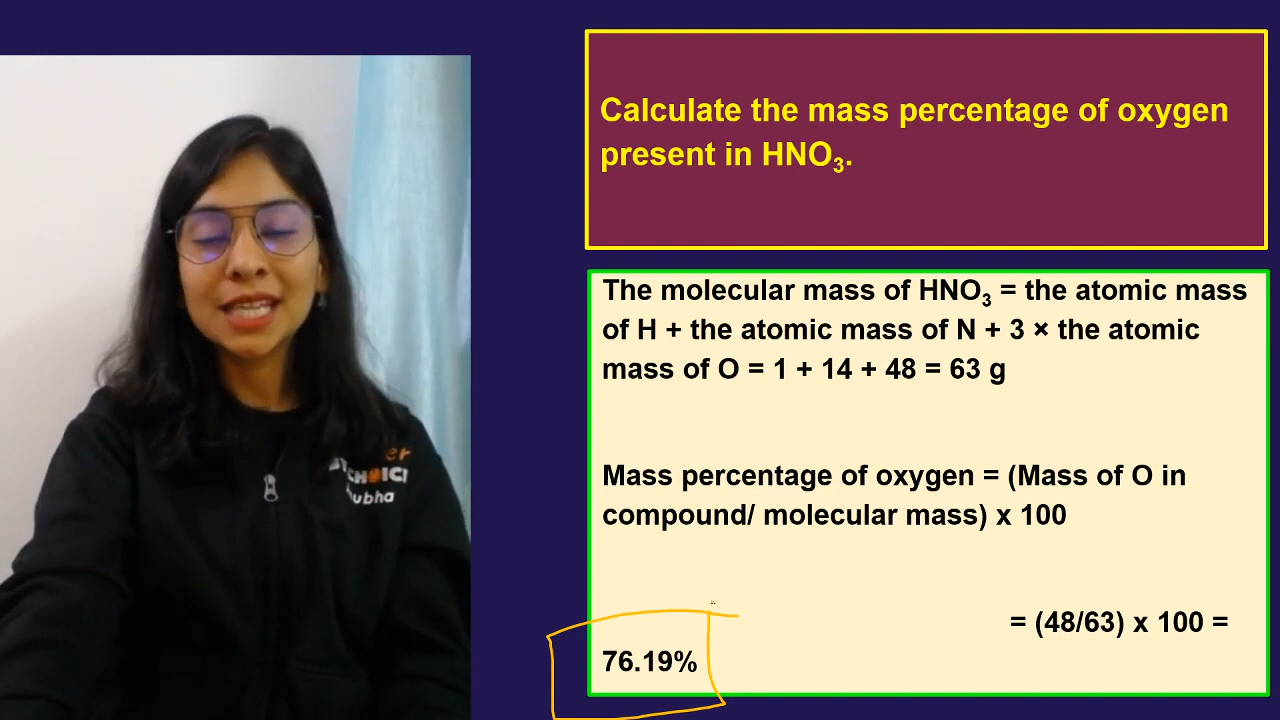 Calculate the mass percentage of oxygen
present in HNO₃.
The molecular mass of HNO₃ = the atomic mass
of H + the atomic mass of N + 3 × the atomic
mass of O = 1 + 14 + 48 = 63 g
Mass percentage of oxygen = (Mass of O in
compound/ molecular mass) x 100
= (48/63) x 100 =
76.19%